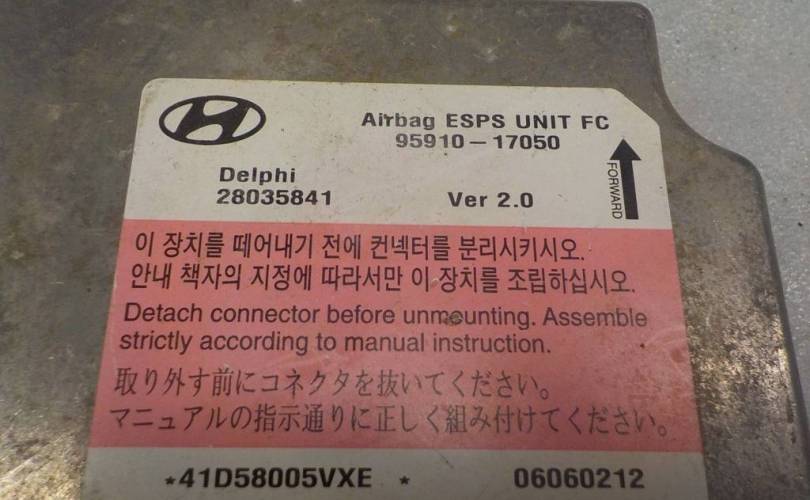 Airbag ESPS UNIT FC
95910-17050
Delphi
28035841
Ver 2.0
FORWARD
이 장치를 떼어내기 전에 컨넥터를 분리시키시오.
안내 책자의 지정에 따라서만 이 장치를 조립하십시오.
Detach connector before unmounting. Assemble
strictly according to manual instruction.
取り外す前にコネクタを抜いてください。
マニュアルの指示通りに正しく組み付けてください。
*41D58005VXE *
06060212